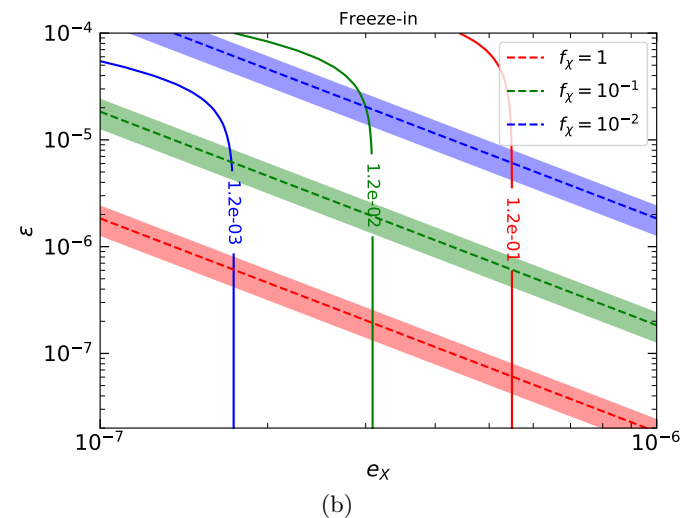 Freeze-in
10⁻⁴
10⁻⁵
10⁻⁶
10⁻⁷
ε
f_χ = 1
f_χ = 10⁻¹
f_χ = 10⁻²
1.2e-03
1.2e-02
1.2e-01
10⁻⁷
10⁻⁶
e_X
(b)